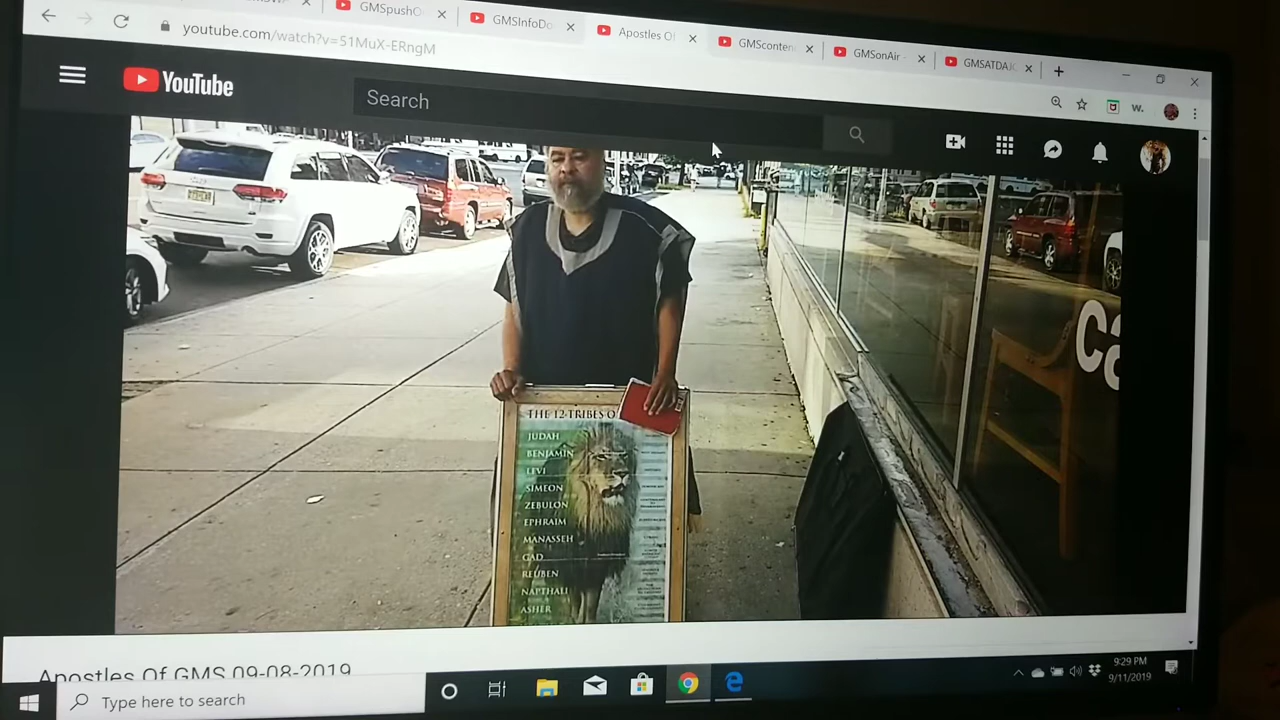 GMSpushO
GMSInfoDo
Apostles Of
GMSconten
GMSonAir -
GMSATDAJC
youtube.com/watch?v=51MuX-ERngM
W.
YouTube
Search
ca
THE 12 TRIBES O
JUDAH
BENJAMIN
LEVI
SIMEON
ZEBULON
EPHRAIM
MANASSEH
GAD
REUBEN
NAPTHALI
ASHER
Apostles Of GMS 09-08-2019
Type here to search
9:29 PM
9/11/2019